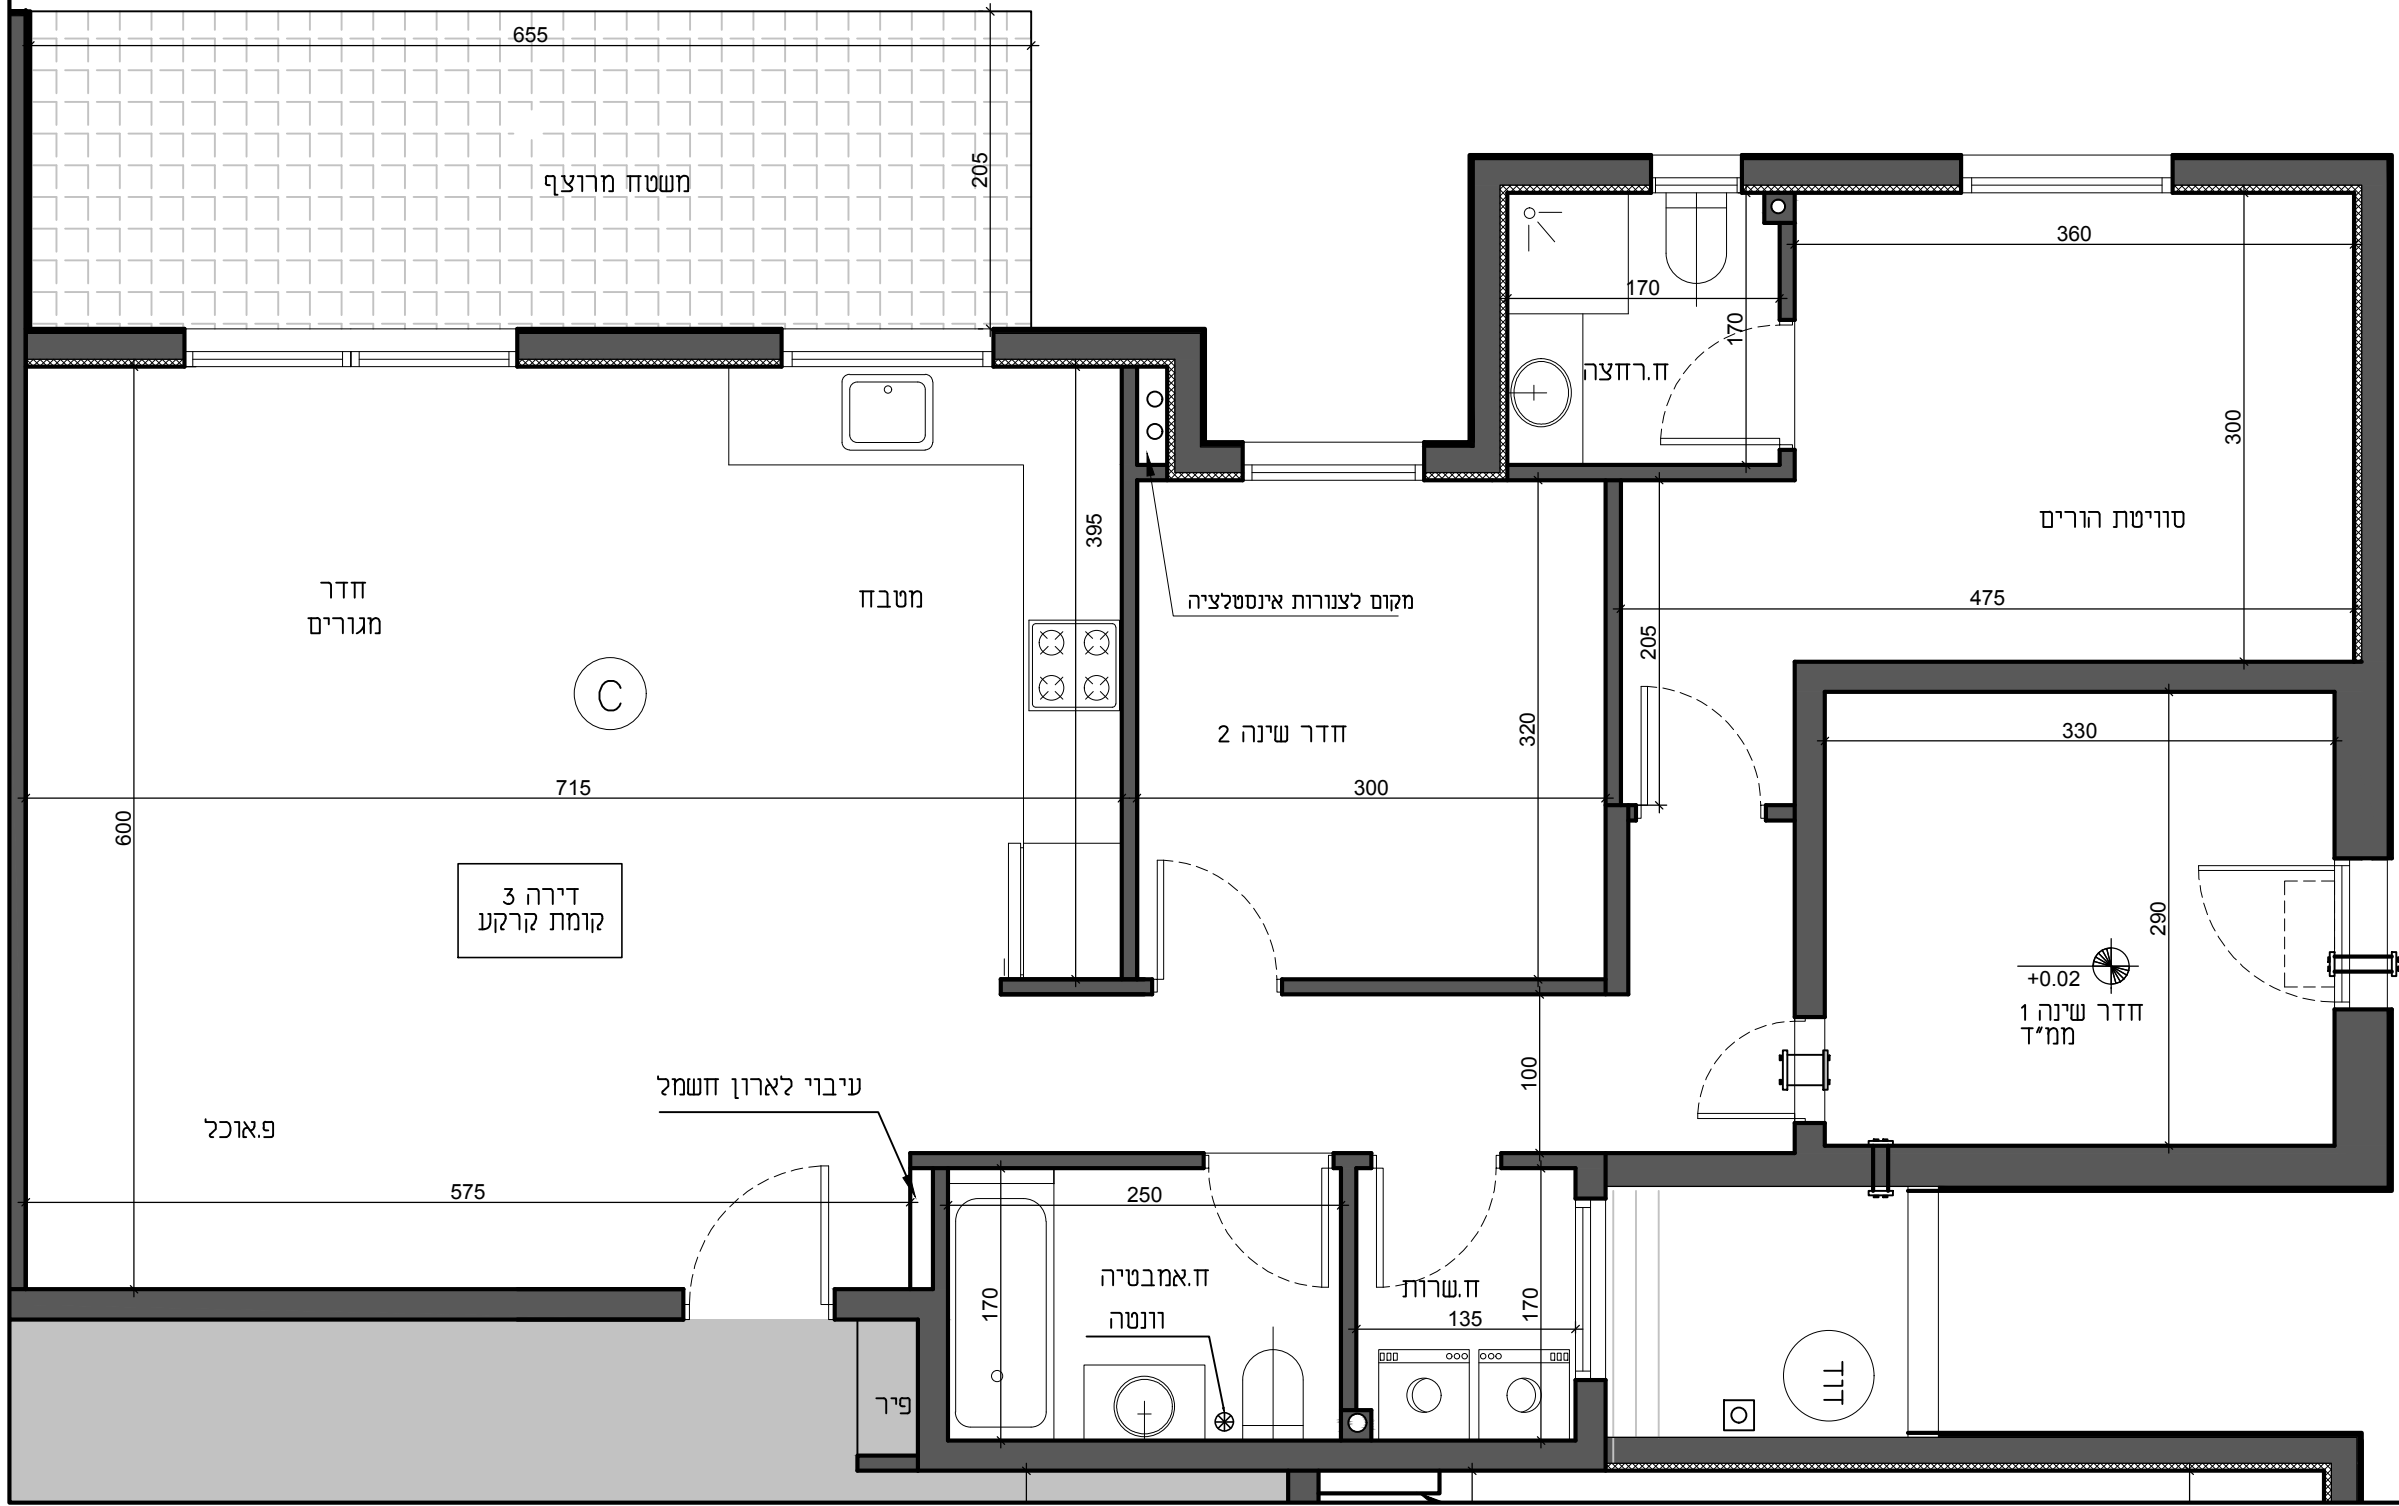 655
205
משטח מרוצף
360
170
170
ח.רחצה
300
395
סוויטת הורים
חדר
מגורים
מטבח
מקום לצנורות אינסטלציה
475
205
C
חדר שינה 2
320
330
715
300
600
דירה 3
קומת קרקע
290
+0.02
חדר שינה 1
ממ"ד
עיבוי לארון חשמל
100
פ.אוכל
575
250
ח.אמבטיה
וונטה
170
ח.שרות
135
170
פיר
דוד